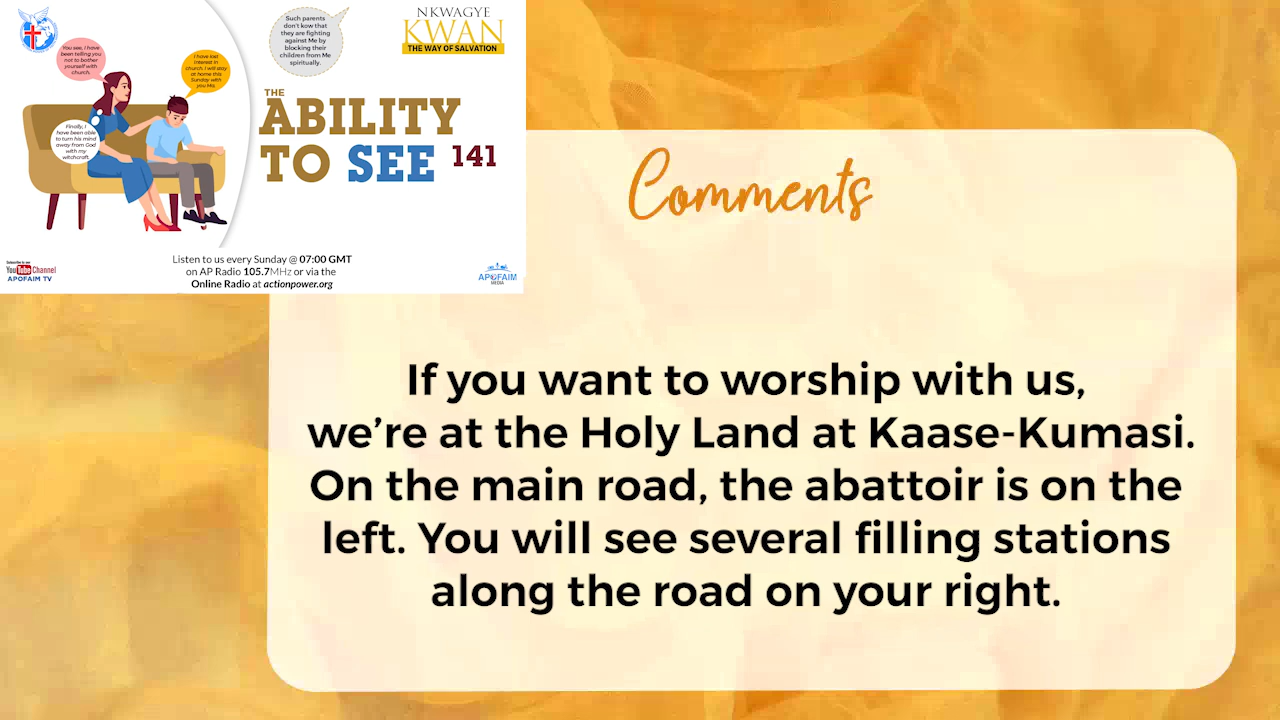 You see, I have
been telling you
not to bother
yourself with
church.
I have lost
interest in
church. I will stay
at home this
Sunday with
you Ma.
Finally, I
have been able
to turn his mind
away from God
with my
witchcraft.
Such parents
don't kow that
they are fighting
against Me by
blocking their
children from Me
spiritually.
NKWAGYE
KWAN
THE WAY OF SALVATION
THE
ABILITY
TO SEE 141
Listen to us every Sunday @ 07:00 GMT
on AP Radio 105.7MHz or via the
Online Radio at actionpower.org
Subscribe to our
YouTube Channel
APOFAIM TV
APOFAIM
MEDIA
Comments
If you want to worship with us,
we're at the Holy Land at Kaase-Kumasi.
On the main road, the abattoir is on the
left. You will see several filling stations
along the road on your right.